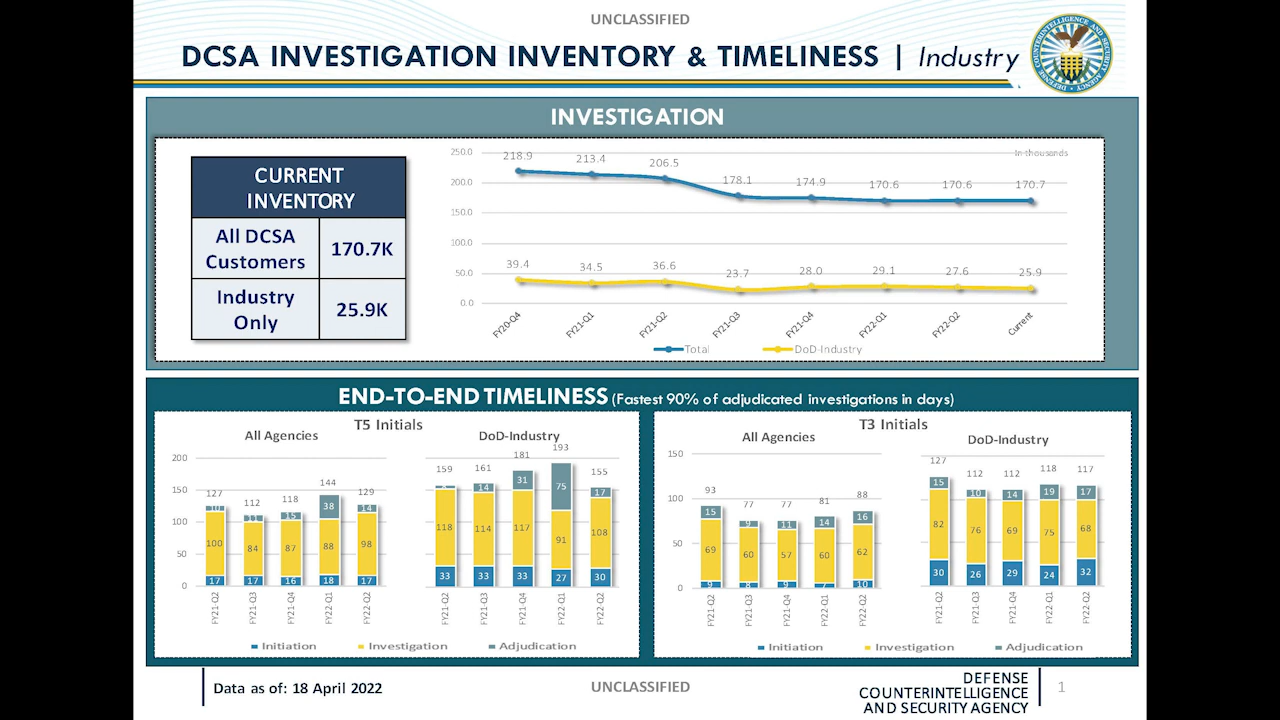 UNCLASSIFIED
DCSA INVESTIGATION INVENTORY & TIMELINESS | Industry
DEFENSE COUNTERINTELLIGENCE AND SECURITY AGENCY
INVESTIGATION
CURRENT
INVENTORY
All DCSA
Customers
170.7K
Industry
Only
25.9K
In thousands
250.0
200.0
150.0
100.0
50.0
0.0
218.9
213.4
206.5
178.1
174.9
170.6
170.6
170.7
39.4
34.5
36.6
23.7
28.0
29.1
27.6
25.9
FY20-Q4
FY21-Q1
FY21-Q2
FY21-Q3
FY21-Q4
FY22-Q1
FY22-Q2
Current
Total
DoD-Industry
END-TO-END TIMELINESS (Fastest 90% of adjudicated investigations in days)
T5 Initials
All Agencies
200
150
100
50
0
127
112
118
144
129
10
11
15
38
14
100
84
87
88
98
17
17
16
18
17
FY21-Q2
FY21-Q3
FY21-Q4
FY22-Q1
FY22-Q2
DoD-Industry
159
161
181
193
155
14
31
75
17
118
114
117
91
108
33
33
33
27
30
FY21-Q2
FY21-Q3
FY21-Q4
FY22-Q1
FY22-Q2
Initiation
Investigation
Adjudication
T3 Initials
All Agencies
150
100
50
0
93
77
77
81
88
15
9
11
14
16
69
60
57
60
62
9
8
9
7
10
FY21-Q2
FY21-Q3
FY21-Q4
FY22-Q1
FY22-Q2
DoD-Industry
127
112
112
118
117
15
10
14
19
17
82
76
69
75
68
30
26
29
24
32
FY21-Q2
FY21-Q3
FY21-Q4
FY22-Q1
FY22-Q2
Initiation
Investigation
Adjudication
Data as of: 18 April 2022
UNCLASSIFIED
DEFENSE
COUNTERINTELLIGENCE
AND SECURITY AGENCY
1